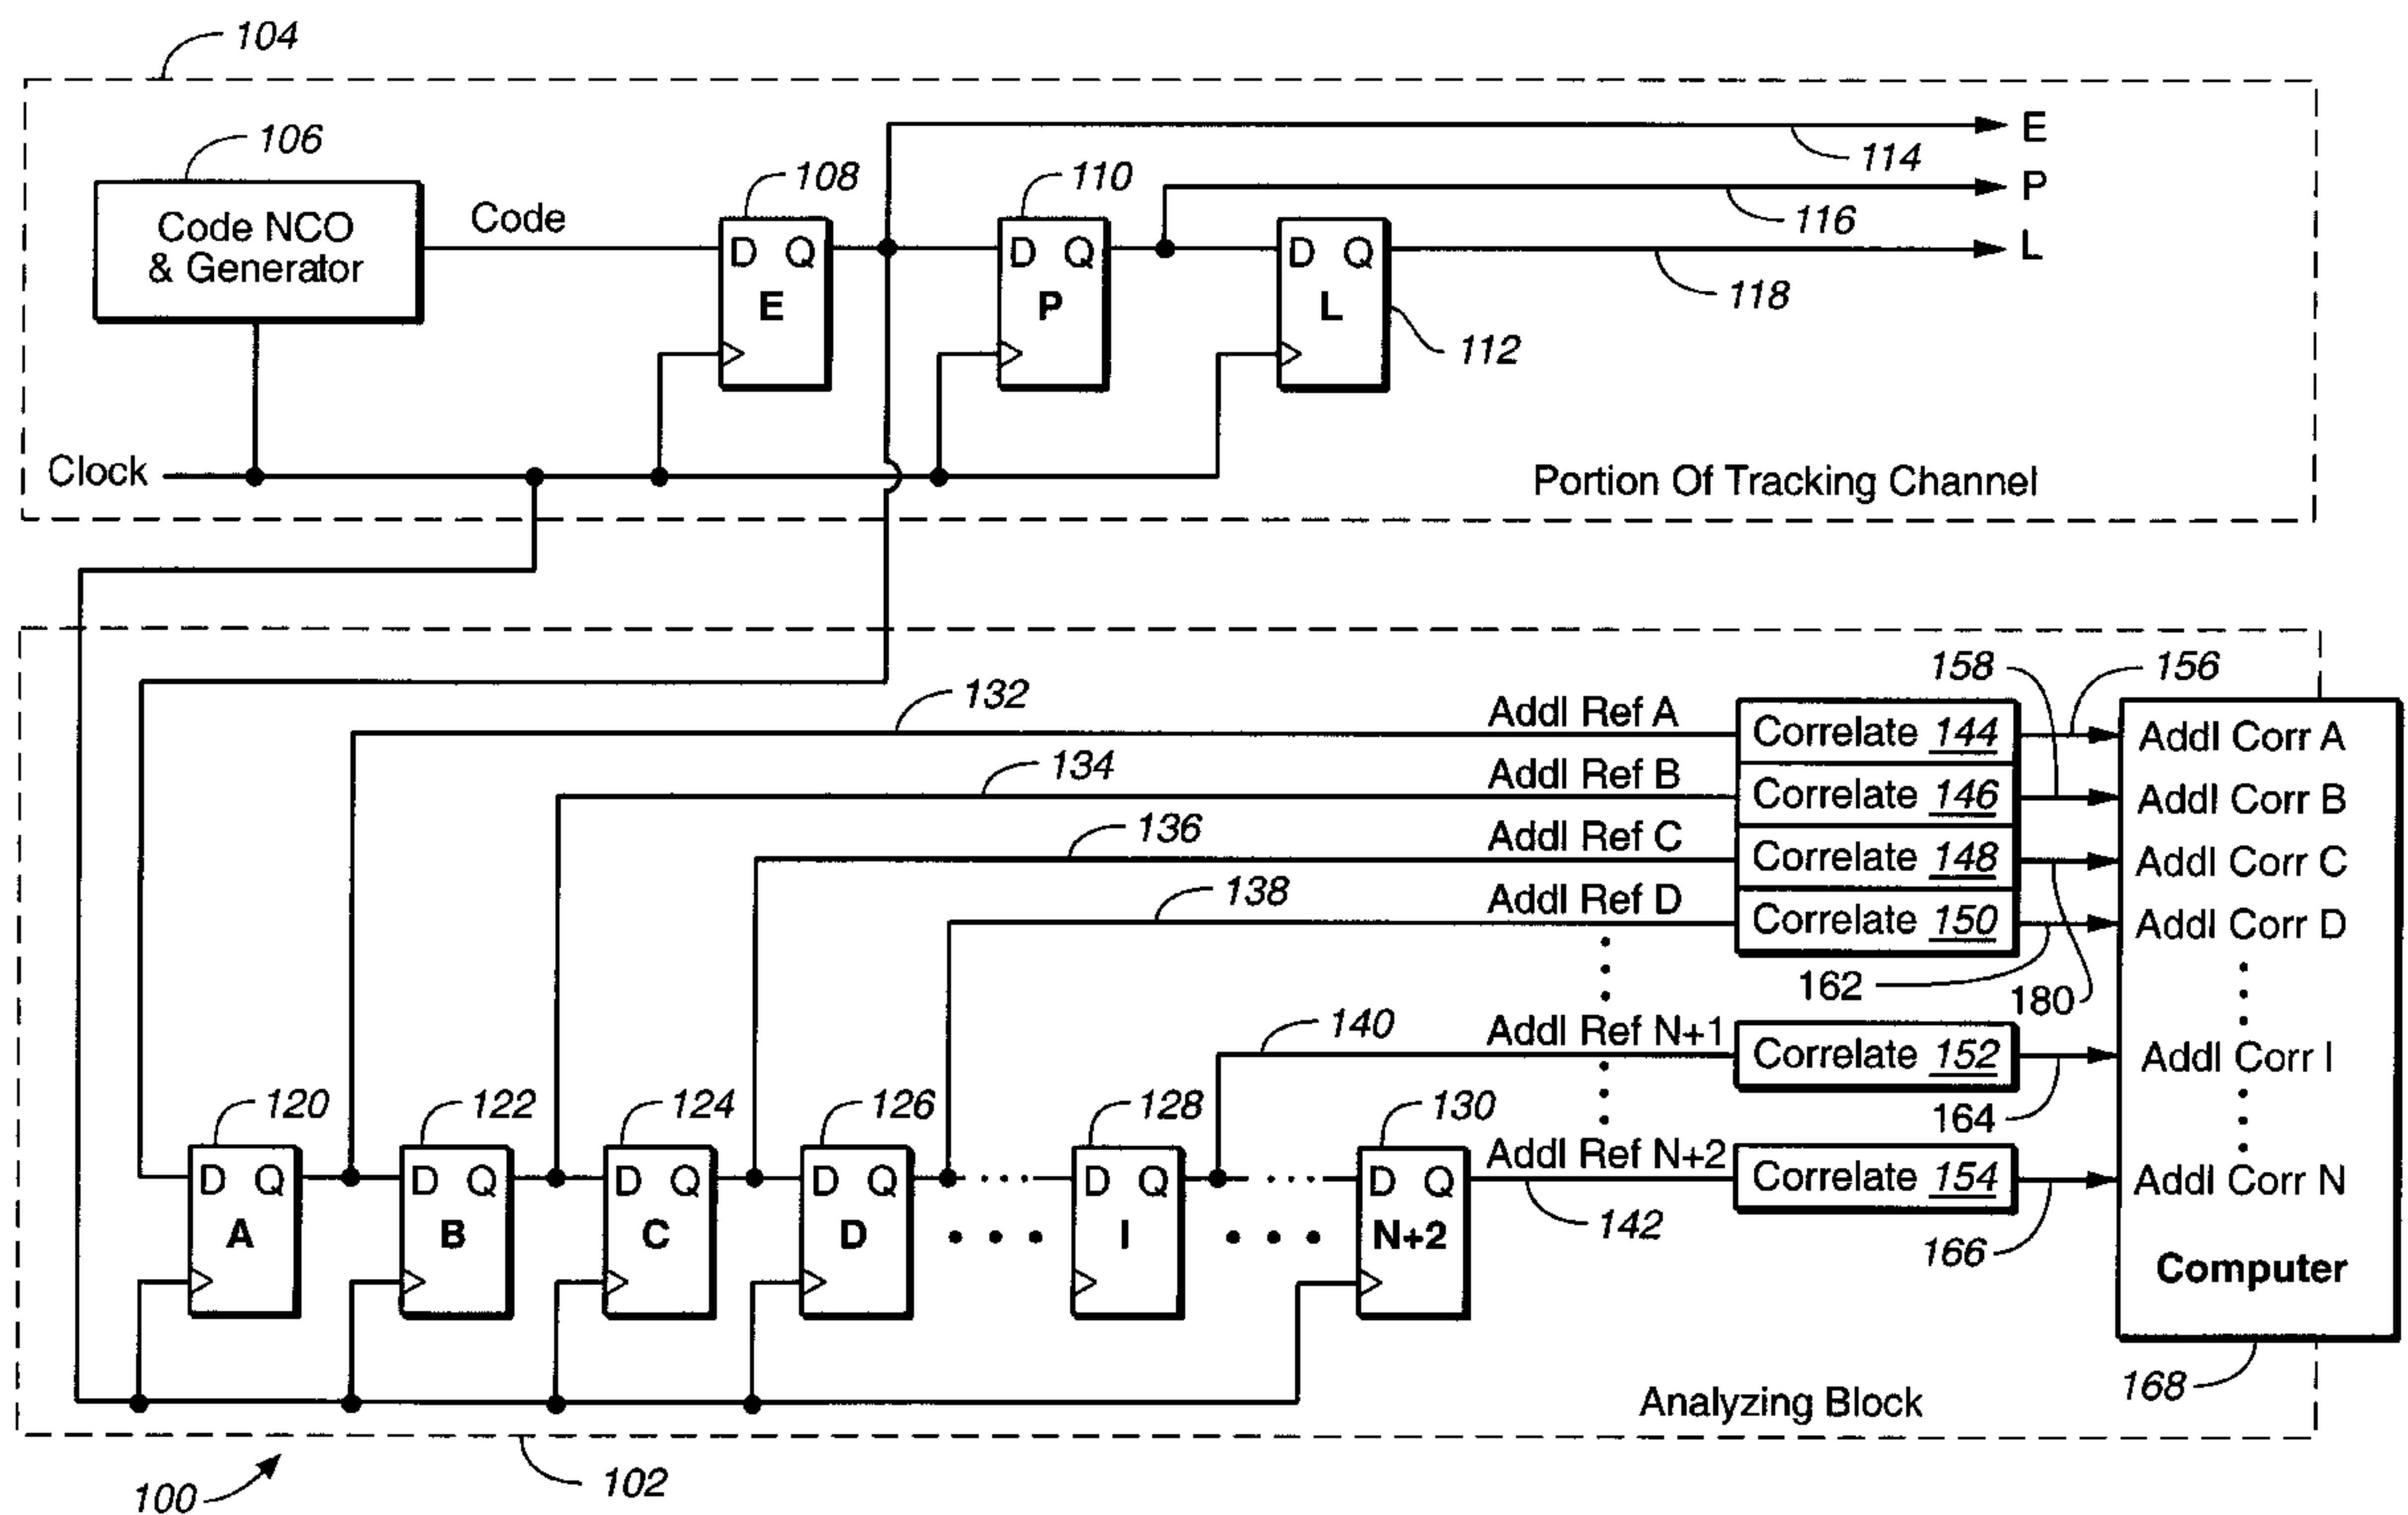 104
106
Code NCO
& Generator
Code
108
D Q
E
110
D Q
P
D Q
L
112
E
114
P
116
L
118
Clock
Portion Of Tracking Channel
132
Addl Ref A
Correlate 144
158
156
Addl Corr A
134
Addl Ref B
Correlate 146
Addl Corr B
136
Addl Ref C
Correlate 148
Addl Corr C
138
Addl Ref D
Correlate 150
Addl Corr D
162
180
140
Addl Ref N+1
Correlate 152
Addl Corr I
164
120
D Q
A
122
D Q
B
124
D Q
C
126
D Q
D
128
D Q
I
130
D Q
N+2
Addl Ref N+2
142
Correlate 154
Addl Corr N
166
Computer
168
Analyzing Block
100
102